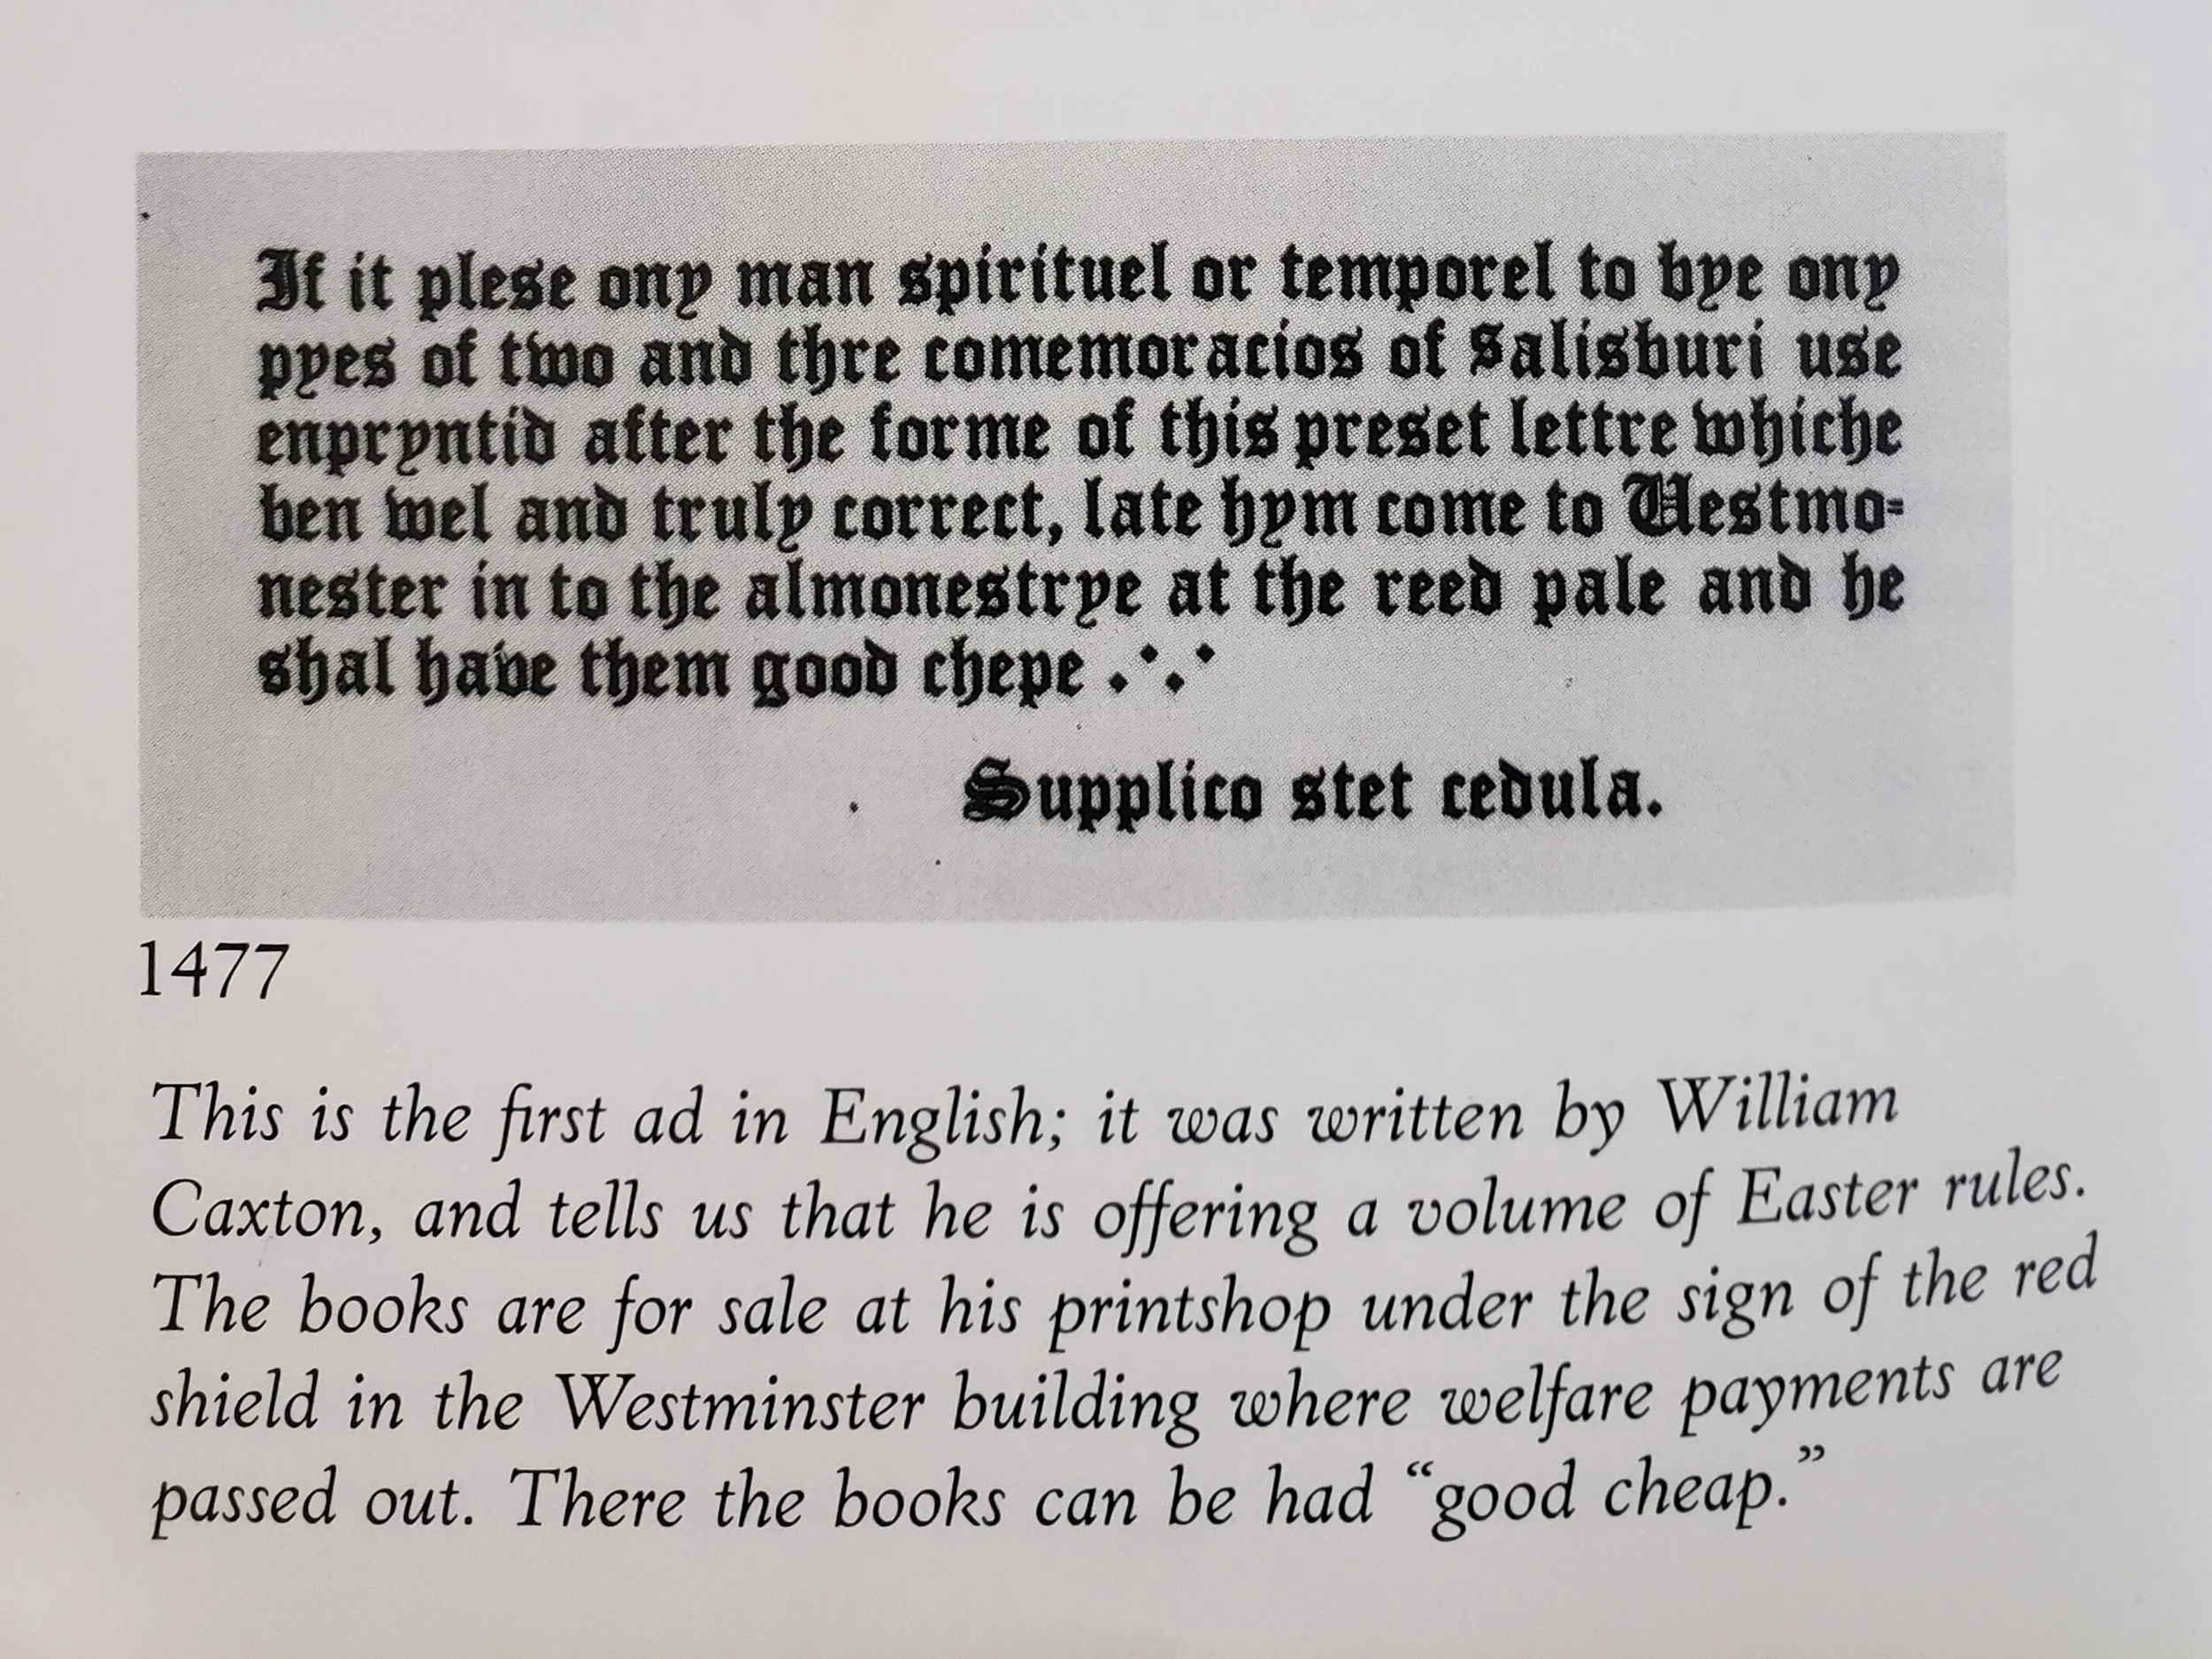 If it plese ony man spirituel or temporel to bye ony
pyes of two and thre comemoracios of Salisburi use
enpryntid after the forme of this preset lettre whiche
ben wel and truly correct, late hym come to Westmo=
nester in to the almonestrye at the reed pale and he
shal have them good chepe .·.·
Supplico stet cedula.
1477
This is the first ad in English; it was written by William
Caxton, and tells us that he is offering a volume of Easter rules.
The books are for sale at his printshop under the sign of the red
shield in the Westminster building where welfare payments are
passed out. There the books can be had “good cheap.”